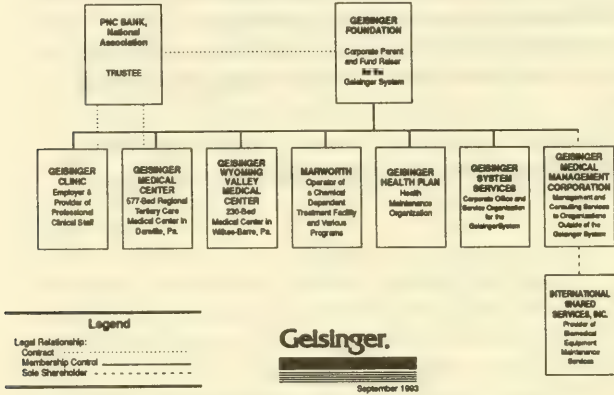 PNC BANK,
National
Association
TRUSTEE
GEISINGER
FOUNDATION
Corporate Parent
and Fund Raiser
for the
Geisinger System
GEISINGER
CLINIC
Employer &
Provider of
Professional
Clinical Staff
GEISINGER
MEDICAL
CENTER
577-Bed Regional
Tertiary Care
Medical Center in
Danville, Pa.
GEISINGER
WYOMING
VALLEY
MEDICAL
CENTER
230-Bed
Medical Center in
Wilkes-Barre, Pa.
MARWORTH
Operator of
a Chemical
Dependent
Treatment Facility
and Various
Programs
GEISINGER
HEALTH PLAN
Health
Maintenance
Organization
GEISINGER
SYSTEM
SERVICES
Corporate Office and
Service Organization
for the
Geisinger System
GEISINGER
MEDICAL
MANAGEMENT
CORPORATION
Management and
Consulting Services
to Organizations
Outside of the
Geisinger System
INTERNATIONAL
SHARED
SERVICES, INC.
Provider of
Biomedical
Equipment
Maintenance
Services
Legend
Legal Relationship:
Contract
Membership Control
Sole Shareholder
Geisinger.
September 1993